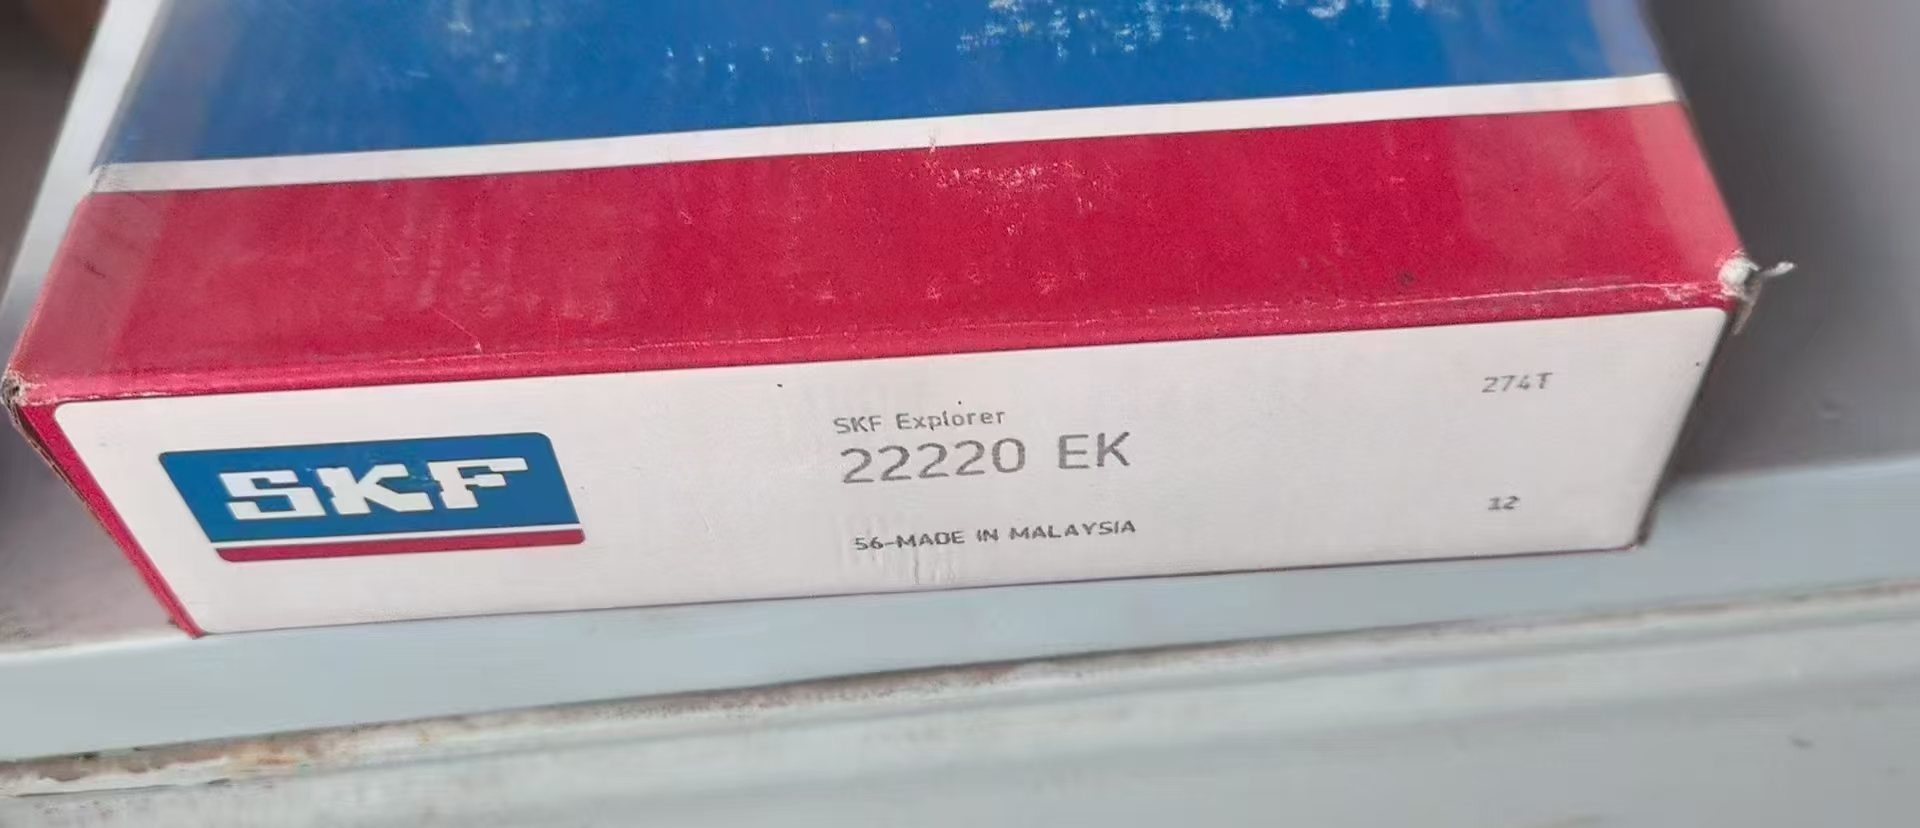 SKF
SKF Explorer
22220 EK
56-MADE IN MALAYSIA
274T
12